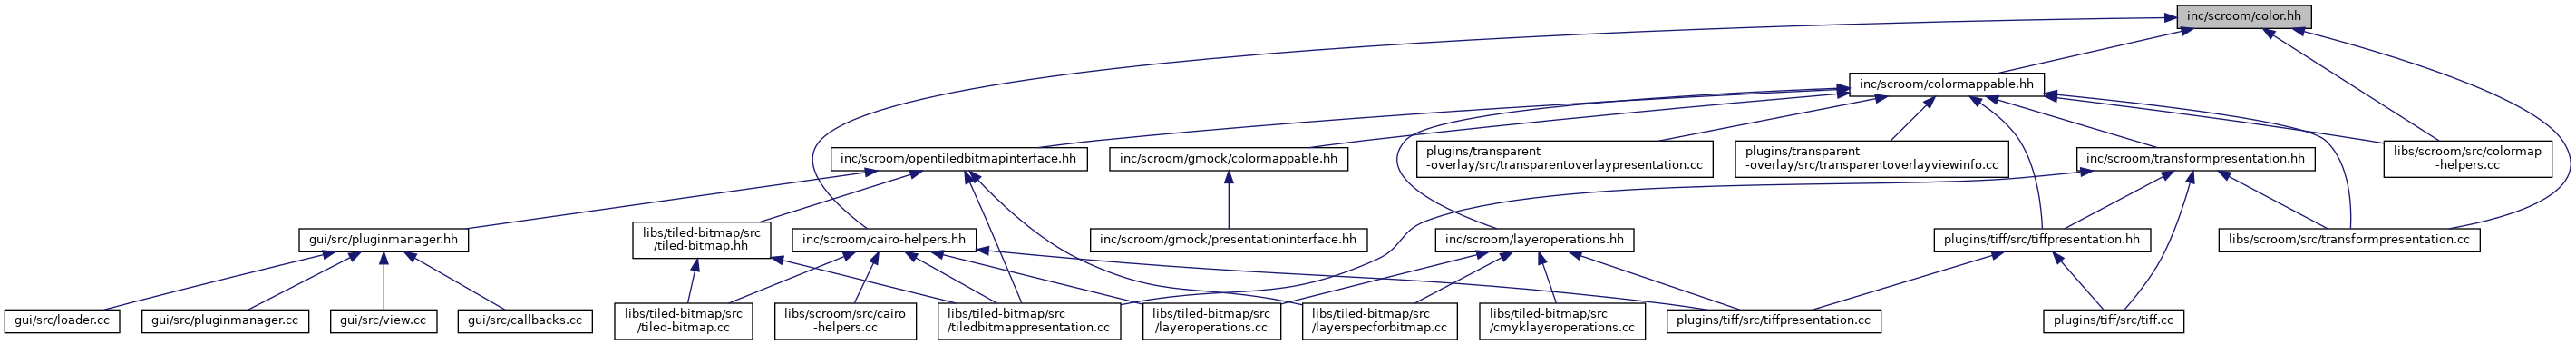 inc/scroom/color.hh
inc/scroom/colormappable.hh
inc/scroom/opentiledbitmapinterface.hh
inc/scroom/gmock/colormappable.hh
plugins/transparent
-overlay/src/transparentoverlaypresentation.cc
plugins/transparent
-overlay/src/transparentoverlayviewinfo.cc
inc/scroom/transformpresentation.hh
libs/scroom/src/colormap
-helpers.cc
gui/src/pluginmanager.hh
libs/tiled-bitmap/src
/tiled-bitmap.hh
inc/scroom/cairo-helpers.hh
inc/scroom/gmock/presentationinterface.hh
inc/scroom/layeroperations.hh
plugins/tiff/src/tiffpresentation.hh
libs/scroom/src/transformpresentation.cc
gui/src/loader.cc
gui/src/pluginmanager.cc
gui/src/view.cc
gui/src/callbacks.cc
libs/tiled-bitmap/src
/tiled-bitmap.cc
libs/scroom/src/cairo
-helpers.cc
libs/tiled-bitmap/src
/tiledbitmappresentation.cc
libs/tiled-bitmap/src
/layeroperations.cc
libs/tiled-bitmap/src
/layerspecforbitmap.cc
libs/tiled-bitmap/src
/cmyklayeroperations.cc
plugins/tiff/src/tiffpresentation.cc
plugins/tiff/src/tiff.cc